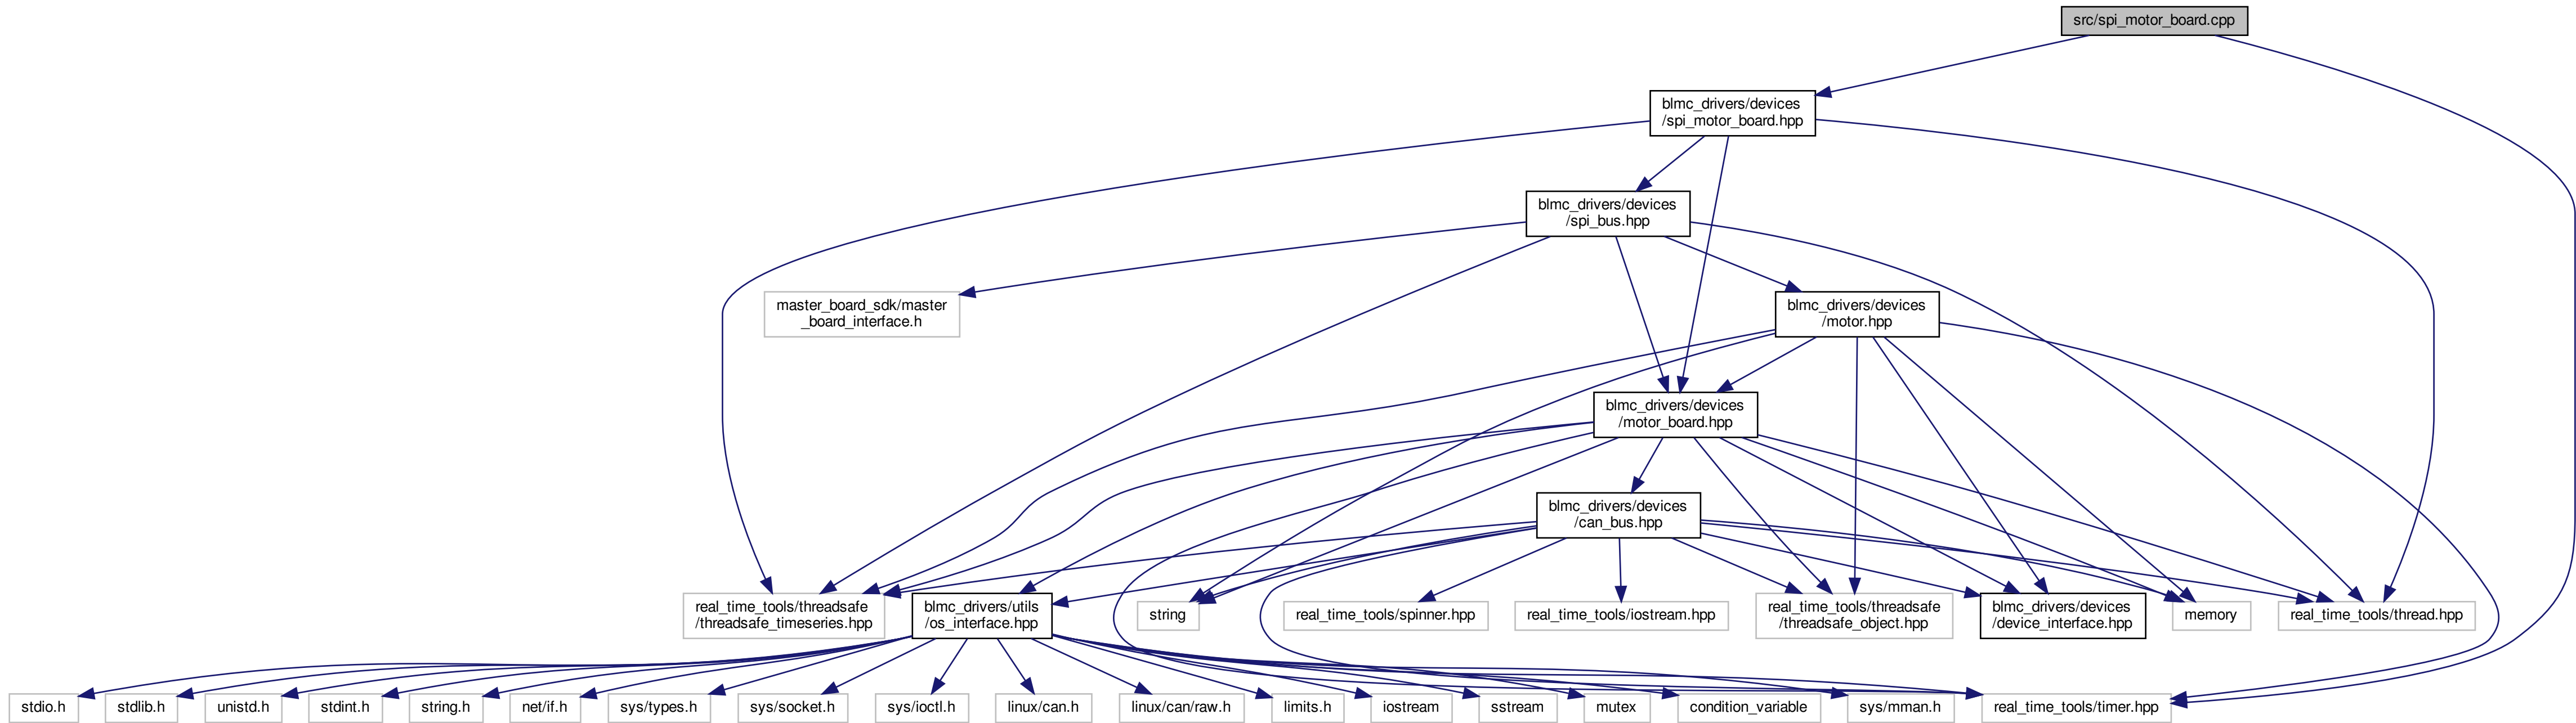 src/spi_motor_board.cpp
blmc_drivers/devices
/spi_motor_board.hpp
blmc_drivers/devices
/spi_bus.hpp
master_board_sdk/master
_board_interface.h
blmc_drivers/devices
/motor.hpp
blmc_drivers/devices
/motor_board.hpp
blmc_drivers/devices
/can_bus.hpp
real_time_tools/threadsafe
/threadsafe_timeseries.hpp
blmc_drivers/utils
/os_interface.hpp
string
real_time_tools/spinner.hpp
real_time_tools/iostream.hpp
real_time_tools/threadsafe
/threadsafe_object.hpp
blmc_drivers/devices
/device_interface.hpp
memory
real_time_tools/thread.hpp
stdio.h
stdlib.h
unistd.h
stdint.h
string.h
net/if.h
sys/types.h
sys/socket.h
sys/ioctl.h
linux/can.h
linux/can/raw.h
limits.h
iostream
sstream
mutex
condition_variable
sys/mman.h
real_time_tools/timer.hpp